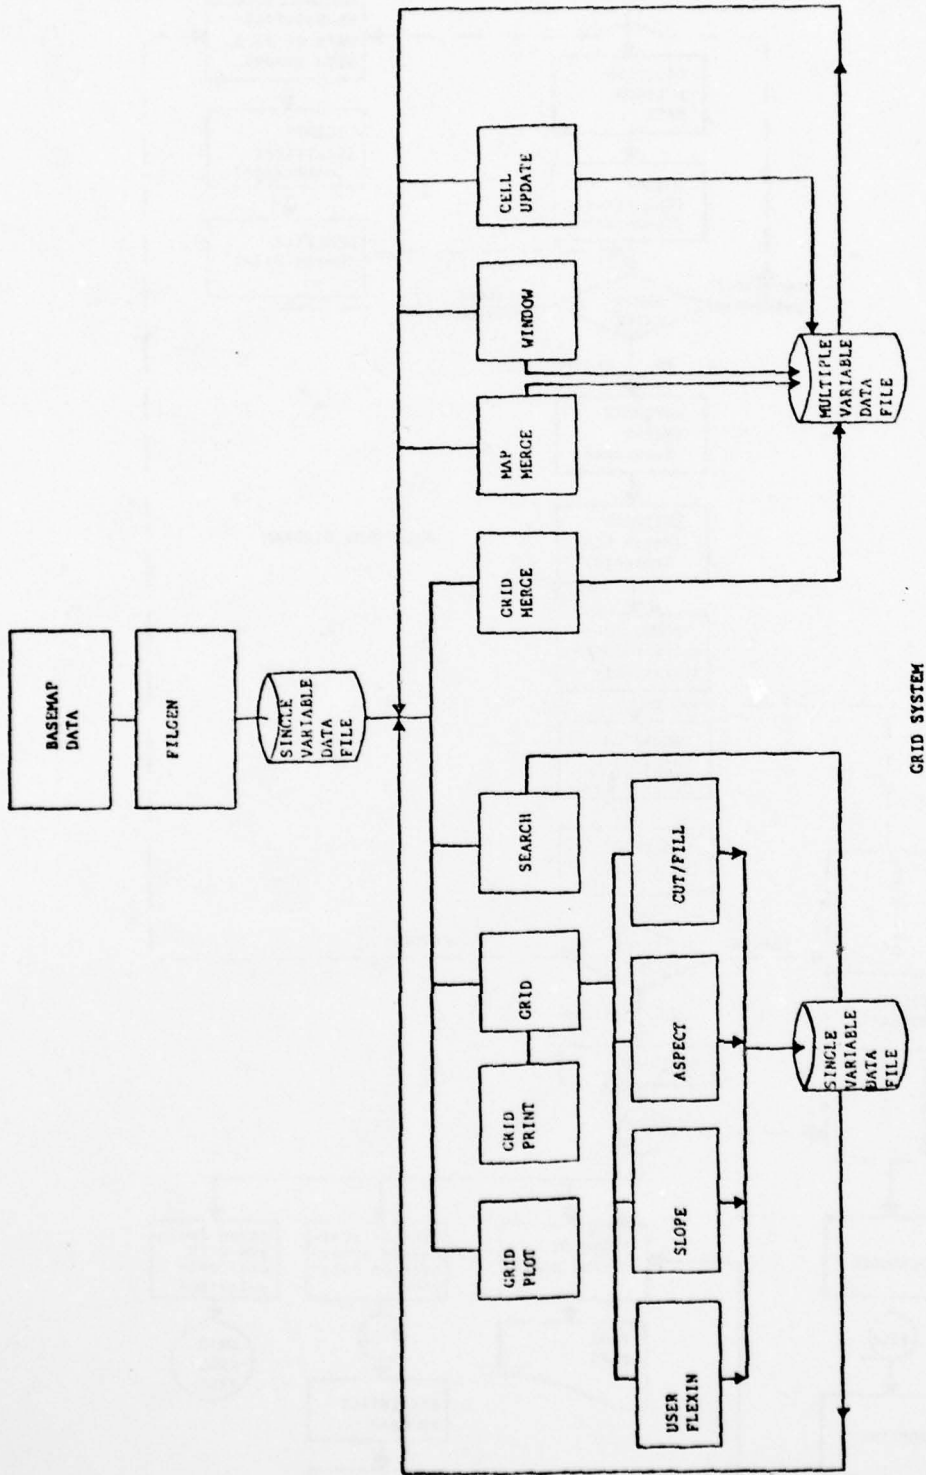 BASEMAP
DATA
FILGEN
SINGLE
VARIABLE
DATA
FILE
GRID
PLOT
GRID
PRINT
GRID
SEARCH
GRID
MERGE
MAP
MERGE
WINDOW
CELL
UPDATE
USER
FLEXIN
SLOPE
ASPECT
CUT/FILL
SINGLE
VARIABLE
DATA
FILE
MULTIPLE
VARIABLE
DATA
FILE
GRID SYSTEM